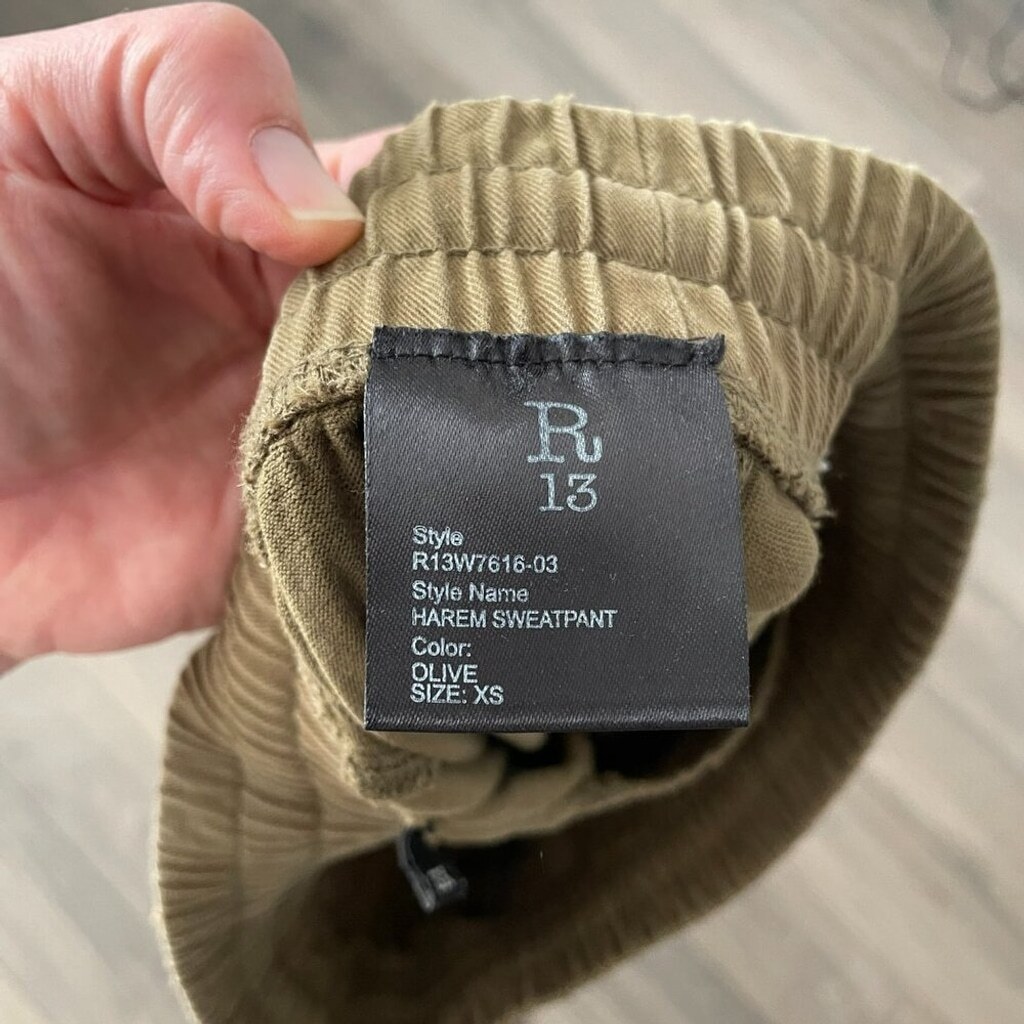 R
13
Style
R13W7616-03
Style Name
HAREM SWEATPANT
Color:
OLIVE
SIZE: XS